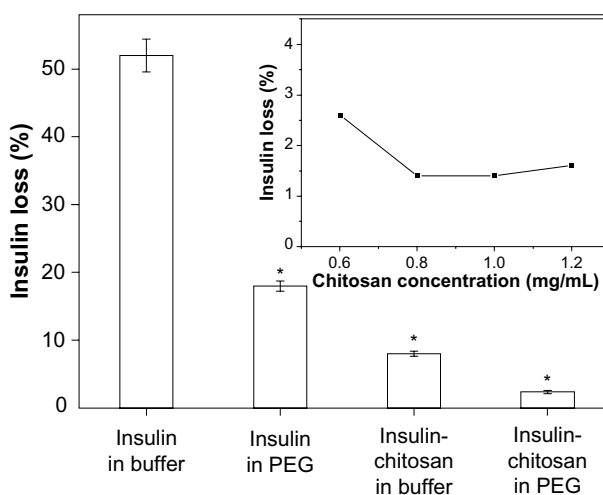 Insulin loss (%)
50
40
30
20
10
0
*
*
*
Insulin
in buffer
Insulin
in PEG
Insulin-
chitosan
in buffer
Insulin-
chitosan
in PEG
Insulin loss (%)
4
3
2
1
0
0.6
0.8
1.0
1.2
Chitosan concentration (mg/mL)